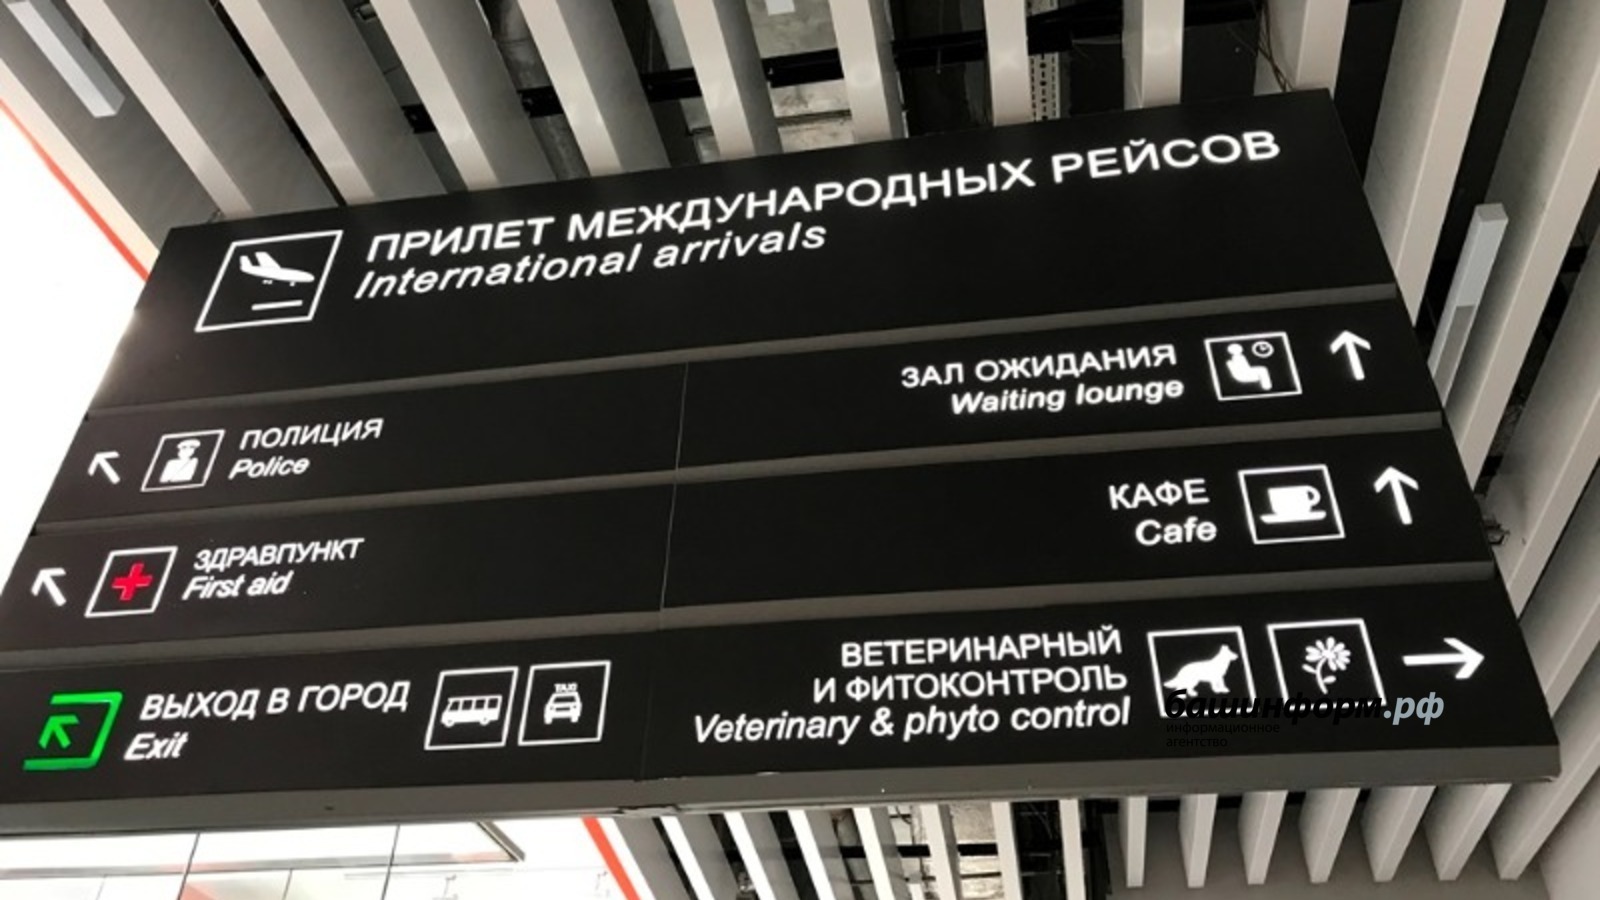 ПРИЛЕТ МЕЖДУНАРОДНЫХ РЕЙСОВ
International arrivals
ЗАЛ ОЖИДАНИЯ
Waiting lounge
ПОЛИЦИЯ
Police
КАФЕ
Cafe
ЗДРАВПУНКТ
First aid
ВЕТЕРИНАРНЫЙ
И ФИТОКОНТРОЛЬ
Veterinary & phyto control
ВЫХОД В ГОРОД
Exit
TAXI
башинформ.рф
информационное
агентство